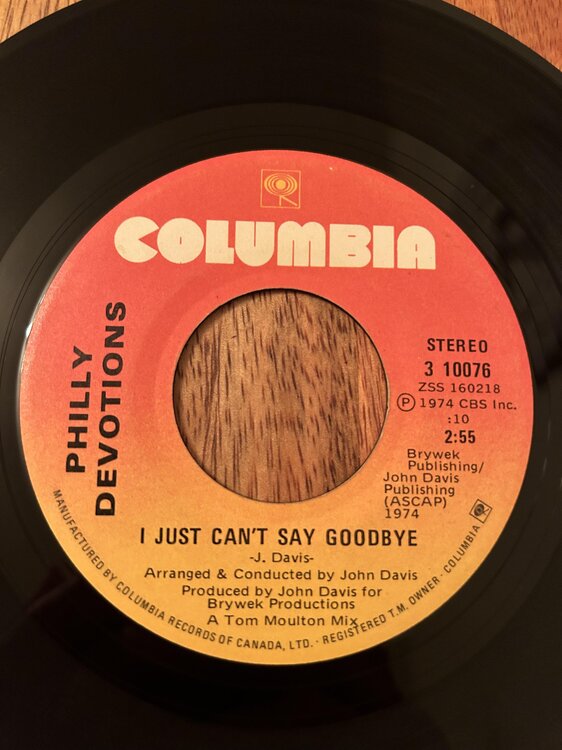 COLUMBIA
PHILLY
DEVOTIONS
STEREO
3 10076
ZSS 160218
Ⓟ 1974 CBS Inc.
:10
2:55
Brywek
Publishing/
John Davis
Publishing
(ASCAP)
1974
I JUST CAN'T SAY GOODBYE
-J. Davis-
Arranged & Conducted by John Davis
Produced by John Davis for
Brywek Productions
A Tom Moulton Mix
MANUFACTURED BY COLUMBIA RECORDS OF CANADA, LTD. · REGISTERED T.M. OWNER · COLUMBIA